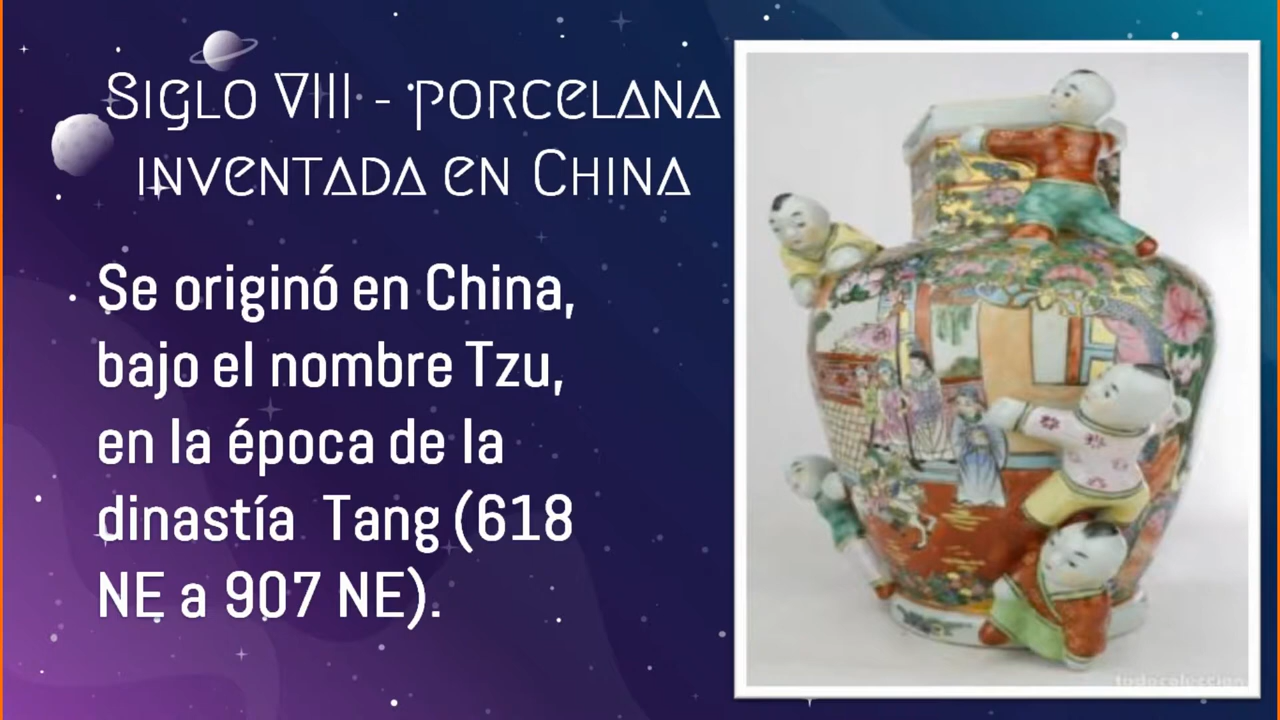 Siglo VIII - porcelana
inventada en China
Se originó en China,
bajo el nombre Tzu,
en la época de la
dinastía Tang (618
NE a 907 NE).
todocoleccion